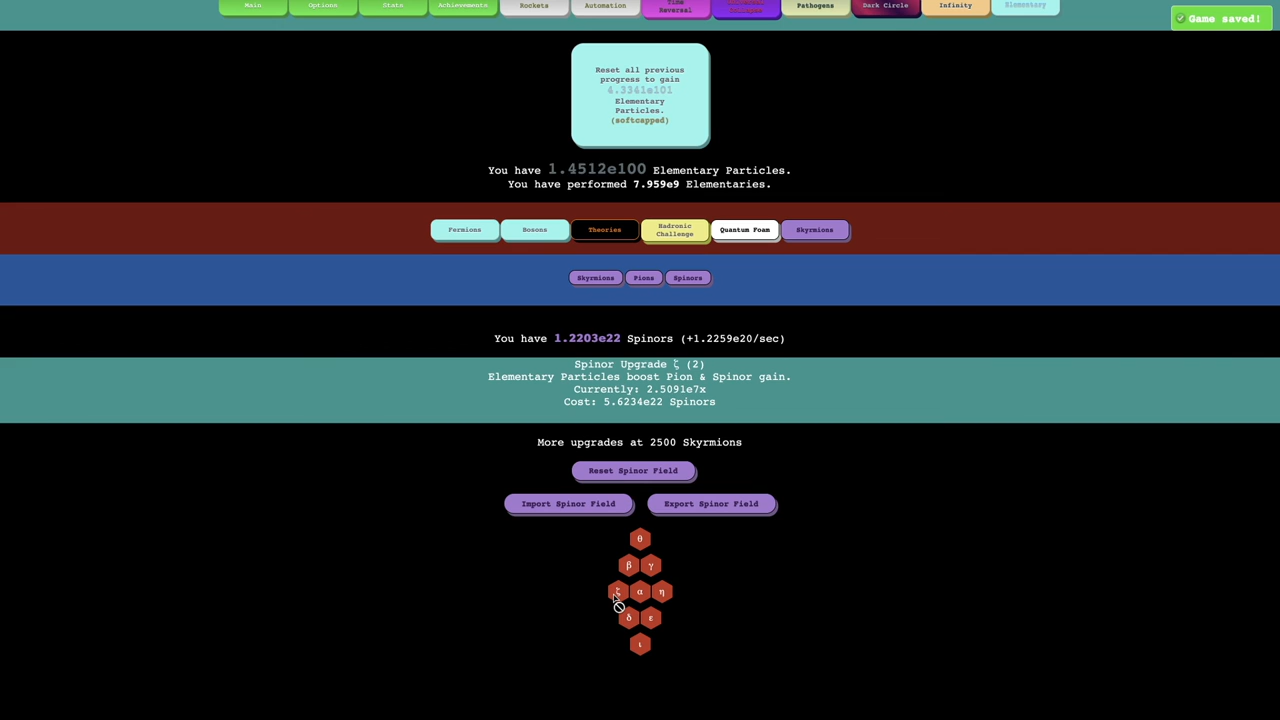 Main
Options
Stats
Achievements
Rockets
Automation
Time
Reversal
Collapse
Pathogens
Dark Circle
Infinity
Elementary
Game saved!
Reset all previous
progress to gain
4.3341e101
Elementary
Particles.
(softcapped)
You have 1.4512e100 Elementary Particles.
You have performed 7.959e9 Elementaries.
Fermions
Bosons
Theories
Hadronic
Challenge
Quantum Foam
Skyrmions
Skyrmions
Pions
Spinors
You have 1.2203e22 Spinors (+1.2259e20/sec)
Spinor Upgrade ζ (2)
Elementary Particles boost Pion & Spinor gain.
Currently: 2.5091e7x
Cost: 5.6234e22 Spinors
More upgrades at 2500 Skyrmions
Reset Spinor Field
Import Spinor Field
Export Spinor Field
θ
β γ
ζ α η
δ ε
ι